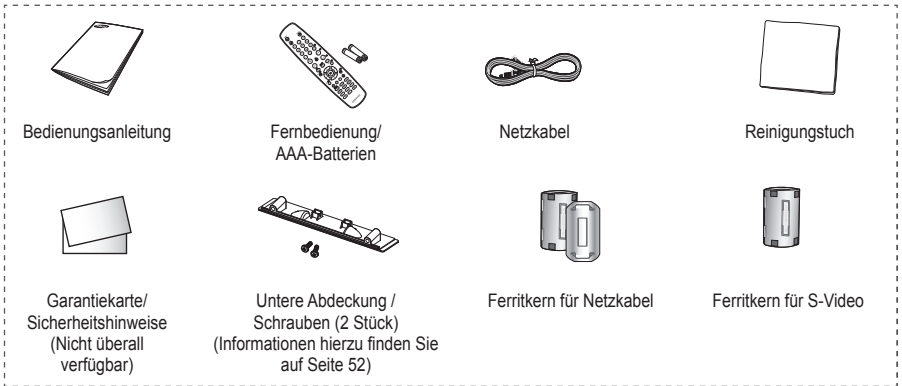 Bedienungsanleitung
Fernbedienung/
AAA-Batterien
Netzkabel
Reinigungstuch
Garantiekarte/
Sicherheitshinweise
(Nicht überall
verfügbar)
Untere Abdeckung /
Schrauben (2 Stück)
(Informationen hierzu finden Sie
auf Seite 52)
Ferritkern für Netzkabel
Ferritkern für S-Video